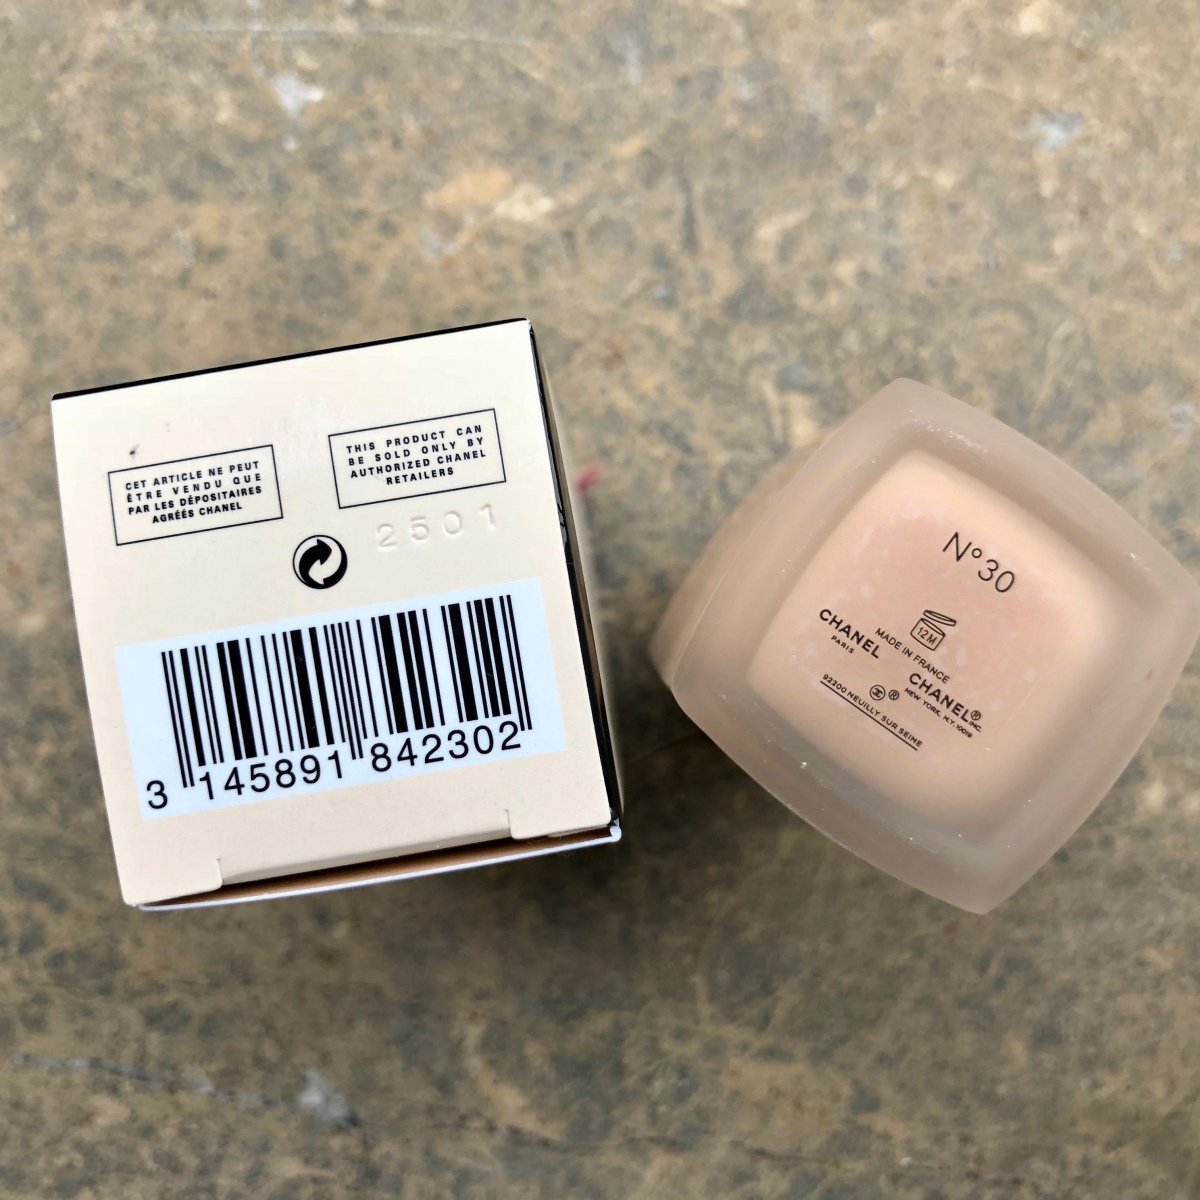 CET ARTICLE NE PEUT
ÊTRE VENDU QUE
PAR LES DÉPOSITAIRES
AGRÉÉS CHANEL
THIS PRODUCT CAN
BE SOLD ONLY BY
AUTHORIZED CHANEL
RETAILERS
2501
3 145891 842302
N°30
12M
MADE IN FRANCE
CHANEL
PARIS
CHANEL® INC.
NEW YORK, N.Y. 10019
®
92200 NEUILLY SUR SEINE